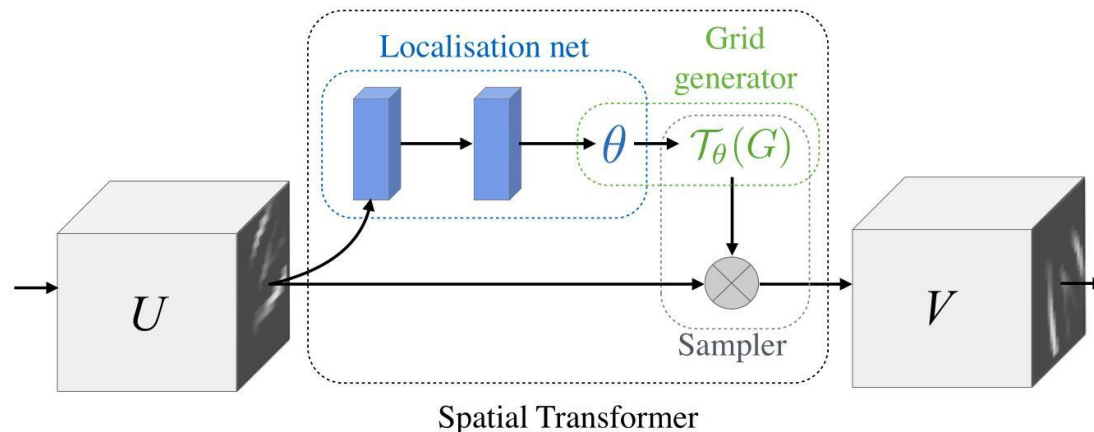 Localisation net
Grid
generator
θ
𝒯θ(G)
U
V
Sampler
Spatial Transformer